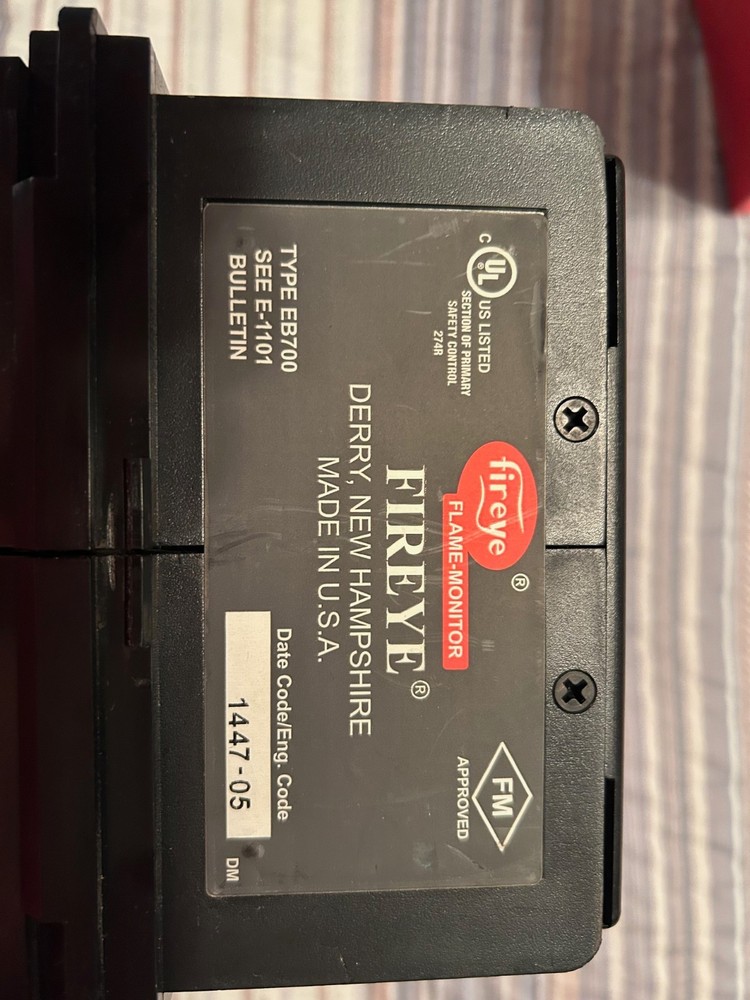 C UL ® US LISTED
SECTION OF PRIMARY
SAFETY CONTROL
274R
fireye ®
FLAME-MONITOR
FM
APPROVED
FIREYE®
DERRY, NEW HAMPSHIRE
MADE IN U.S.A.
TYPE EB700
SEE E-1101
BULLETIN
Date Code/Eng. Code
1447-05
DM